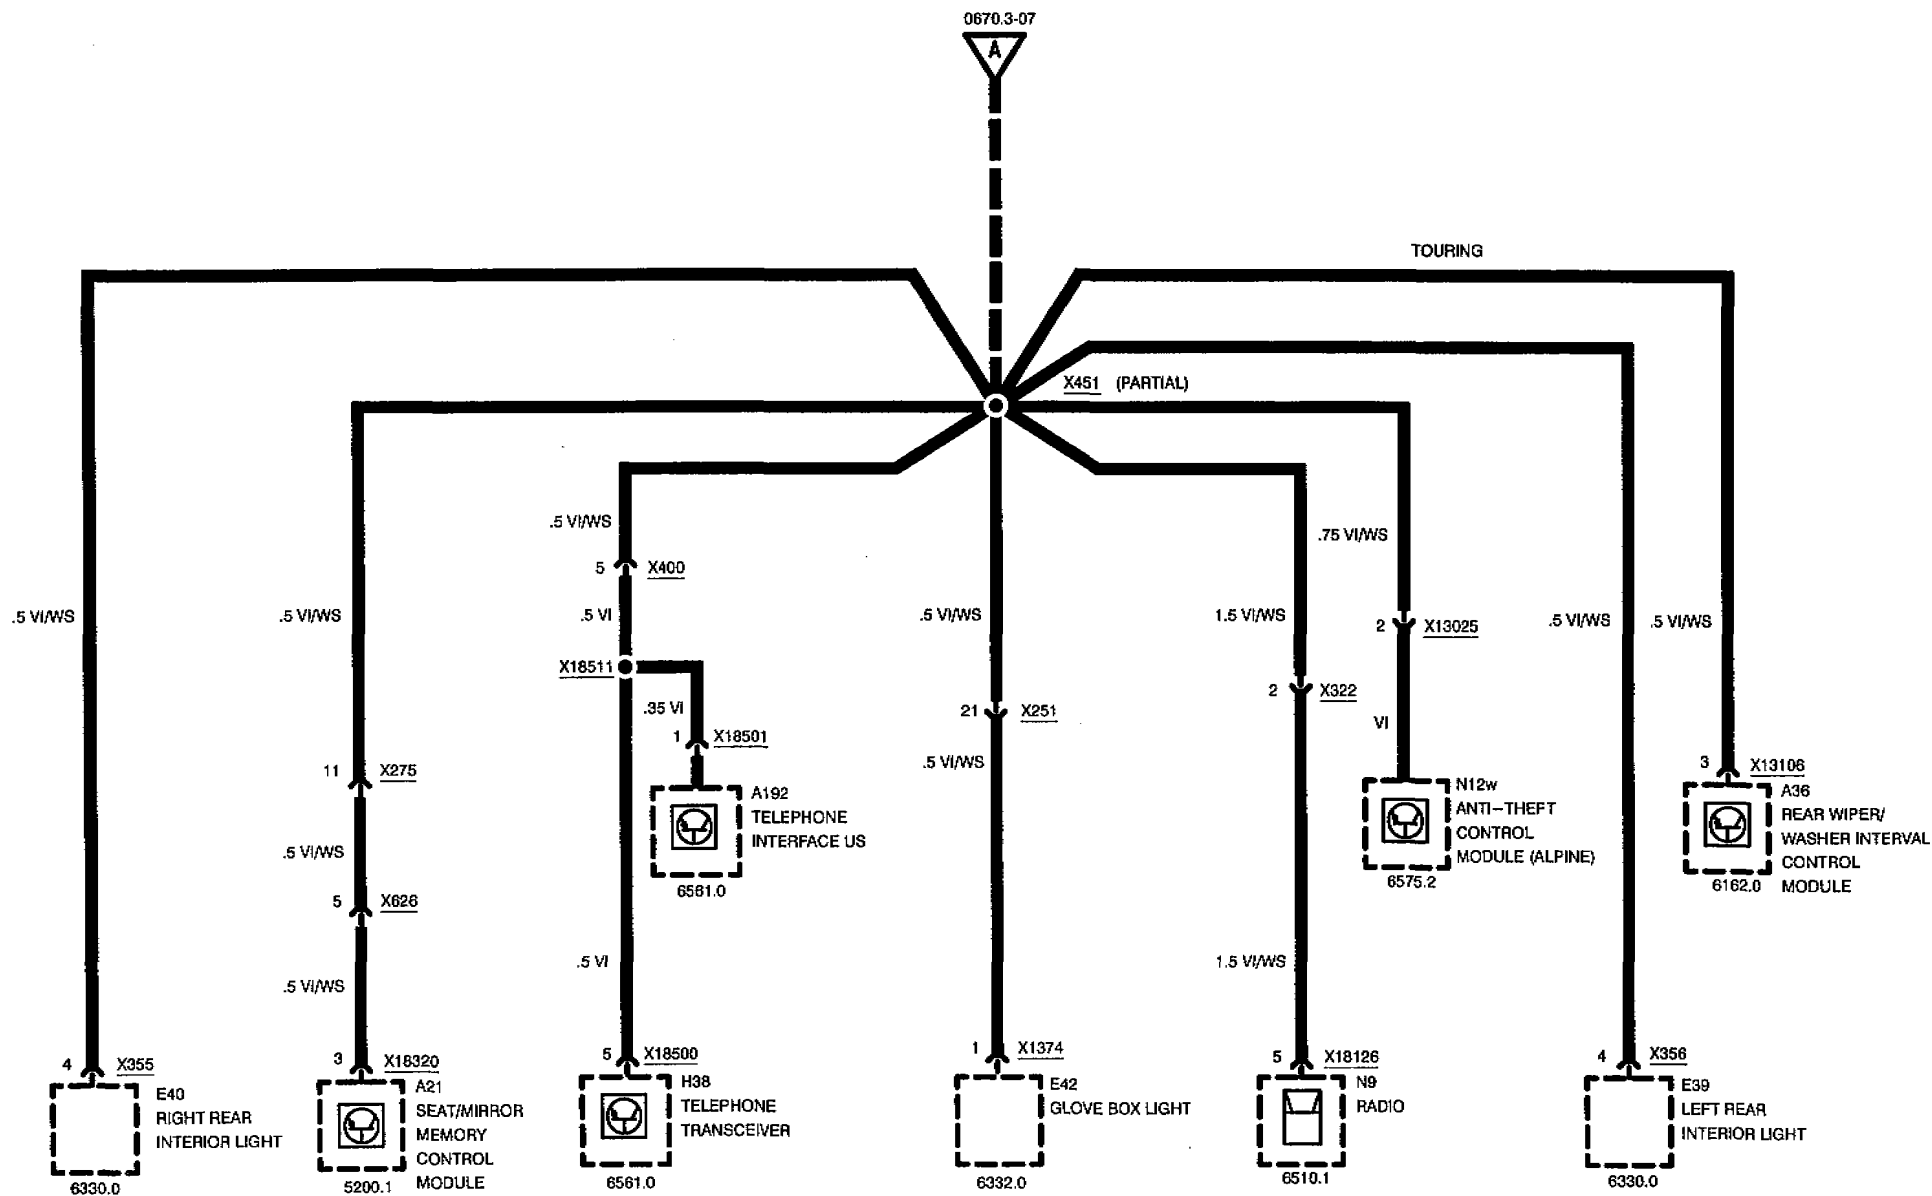 0670.3-07
A
TOURING
X451 (PARTIAL)
.5 VI/WS
5 X400
.5 VI
X18511
.35 VI
1 X18501
A192
TELEPHONE
INTERFACE US
6561.0
.75 VI/WS
2 X13025
VI
N12w
ANTI-THEFT
CONTROL
MODULE (ALPINE)
6575.2
.5 VI/WS
3 X13106
A36
REAR WIPER/
WASHER INTERVAL
CONTROL
MODULE
6162.0
.5 VI/WS
4 X355
E40
RIGHT REAR
INTERIOR LIGHT
6330.0
.5 VI/WS
11 X275
.5 VI/WS
5 X626
.5 VI/WS
3 X18320
A21
SEAT/MIRROR
MEMORY
CONTROL
MODULE
5200.1
.5 VI
5 X18500
H38
TELEPHONE
TRANSCEIVER
6561.0
.5 VI/WS
21 X251
.5 VI/WS
1 X1374
E42
GLOVE BOX LIGHT
6332.0
1.5 VI/WS
2 X322
1.5 VI/WS
5 X18126
N9
RADIO
6510.1
.5 VI/WS
4 X356
E39
LEFT REAR
INTERIOR LIGHT
6330.0